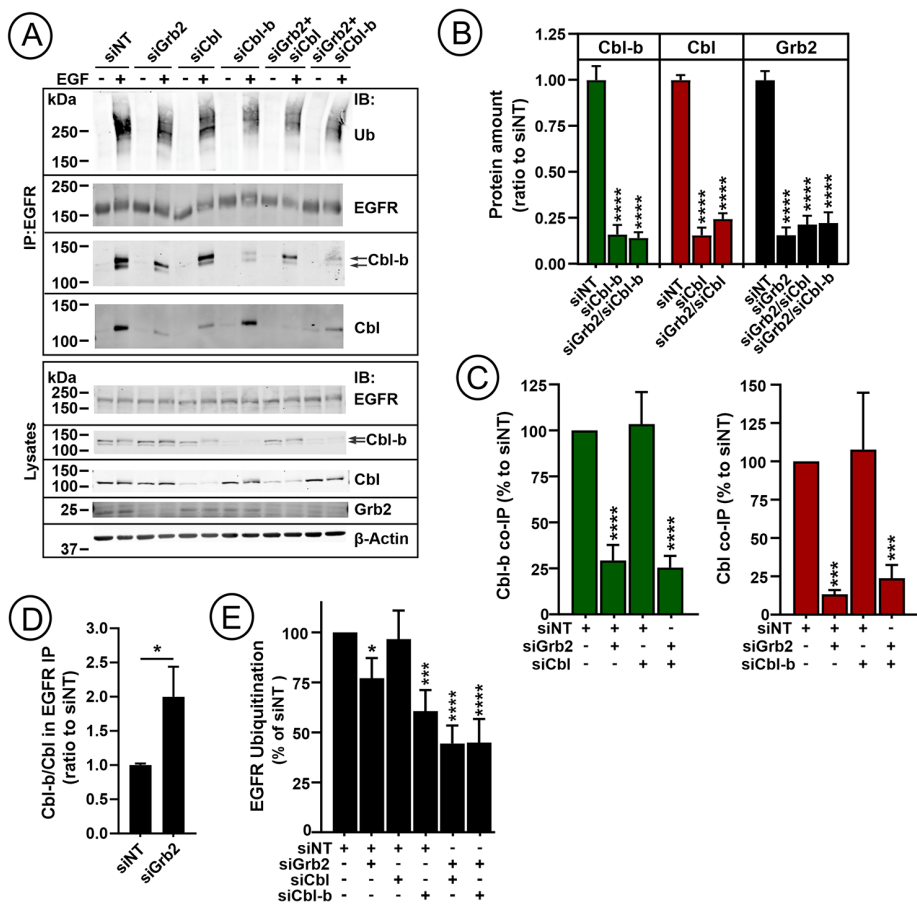 A
siNT
siGrb2
siCbl
siCbl-b
siGrb2+
siCbl
siGrb2+
siCbl-b
EGF - + - + - + - + - + - +
kDa
IB:
250
150
Ub
IP:EGFR
250
150
EGFR
150
100
Cbl-b
150
100
Cbl
Lysates
kDa
IB:
250
150
EGFR
150
100
Cbl-b
150
100
Cbl
25
Grb2
37
β-Actin
B
Protein amount
(ratio to siNT)
1.25
1.00
0.75
0.50
0.25
0.00
Cbl-b
Cbl
Grb2
**** ****
**** ****
**** **** ****
siNT
siCbl-b
siGrb2/siCbl-b
siNT
siCbl
siGrb2/siCbl
siNT
siGrb2
siGrb2/siCbl
siGrb2/siCbl-b
C
Cbl-b co-IP (% to siNT)
125
100
75
50
25
0
**** ****
siNT + + + -
siGrb2 - + - +
siCbl - - + +
Cbl co-IP (% to siNT)
150
125
100
75
50
25
0
*** ***
siNT + + + -
siGrb2 - + - +
siCbl-b - - + +
D
Cbl-b/Cbl in EGFR IP
(ratio to siNT)
3.0
2.5
2.0
1.5
1.0
0.5
0.0
*
siNT
siGrb2
E
EGFR Ubiquitination
(% of siNT )
100
75
50
25
0
* *** **** ****
siNT + + + + - -
siGrb2 - + - - + +
siCbl - - + - + -
siCbl-b - - - + - +